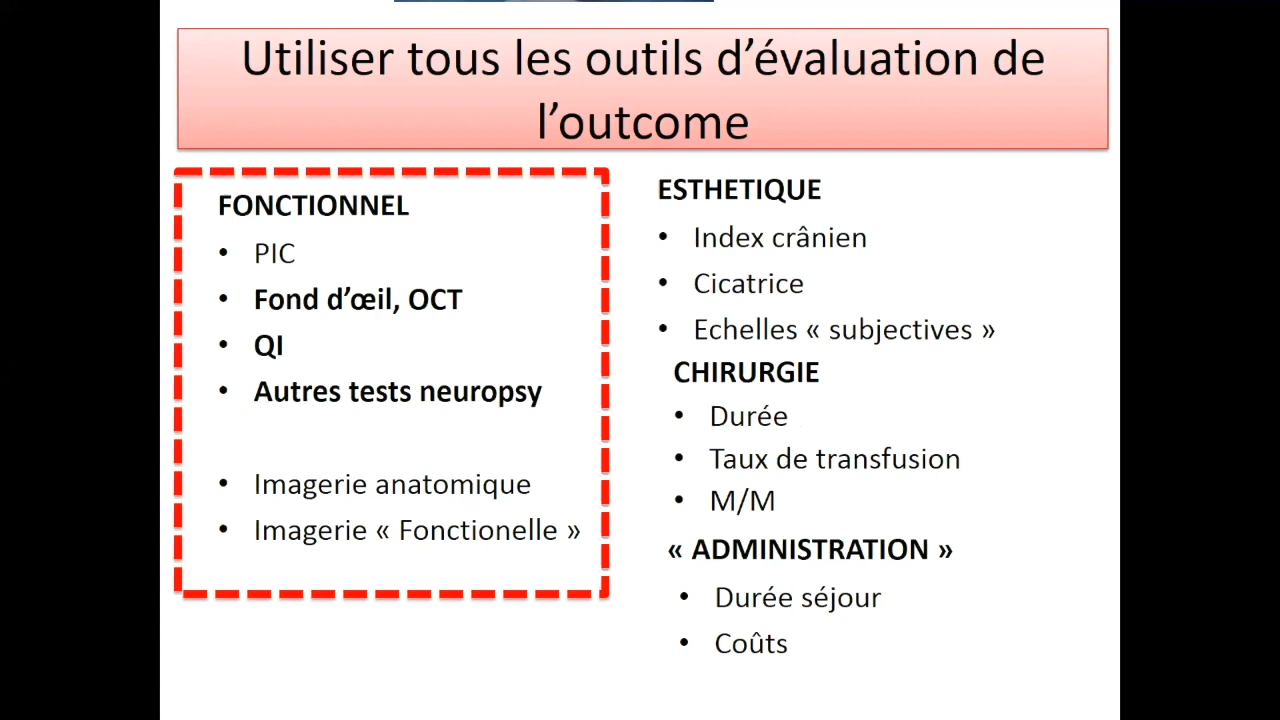 Utiliser tous les outils d’évaluation de
l’outcome
FONCTIONNEL
• PIC
• Fond d’œil, OCT
• QI
• Autres tests neuropsy
• Imagerie anatomique
• Imagerie « Fonctionelle »
ESTHETIQUE
• Index crânien
• Cicatrice
• Echelles « subjectives »
CHIRURGIE
• Durée
• Taux de transfusion
• M/M
« ADMINISTRATION »
• Durée séjour
• Coûts